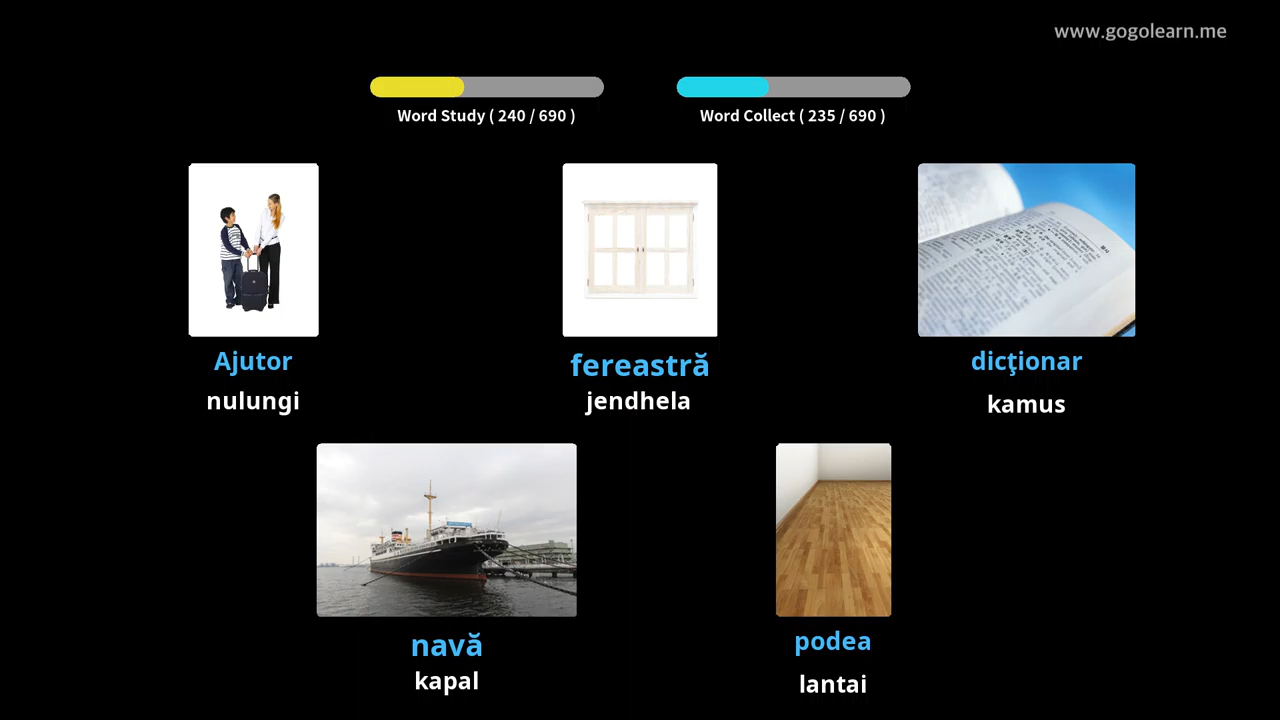 www.gogolearn.me
Word Study ( 240 / 690 )
Word Collect ( 235 / 690 )
Ajutor
nulungi
fereastră
jendhela
dicţionar
kamus
navă
kapal
podea
lantai